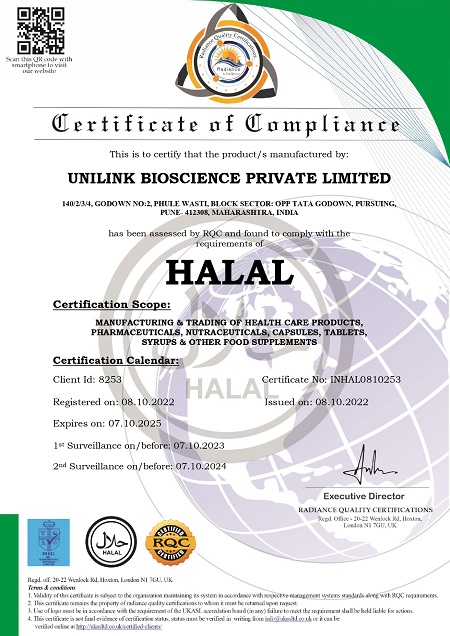 Scan this QR code with
smartphone to visit
our website
Radiance Quality Certifications
Radiance
Certificate of Compliance
This is to certify that the product/s manufactured by:
UNILINK BIOSCIENCE PRIVATE LIMITED
140/2/3/4, GODOWN NO:2, PHULE WASTI, BLOCK SECTOR: OPP TATA GODOWN, PURSUING,
PUNE- 412308, MAHARASHTRA, INDIA
has been assessed by RQC and found to comply with the
requirements of
HALAL
Certification Scope:
MANUFACTURING & TRADING OF HEALTH CARE PRODUCTS,
PHARMACEUTICALS, NUTRACEUTICALS, CAPSULES, TABLETS,
SYRUPS & OTHER FOOD SUPPLEMENTS
Certification Calendar:
HALAL
Client Id: 8253 Certificate No: INHAL0810253
Registered on: 08.10.2022 Issued on: 08.10.2022
Expires on: 07.10.2025
1st Surveillance on/before: 07.10.2023
2nd Surveillance on/before: 07.10.2024
Executive Director
RADIANCE QUALITY CERTIFICATIONS
Regd. Office - 20-22 Wenlock Rd, Hoxton,
London N1 7GU, UK
حلال
HALAL
CERTIFIED
RQC
Regd. off. 20-22 Wenlock Rd, Hoxton, London N1 7GU, UK
Terms & conditions
1. Validity of this certificate is subject to the organization maintaining its system in accordance with respective management systems standards along with RQC requirements.
2. This certificate remains the property of radiance quality certifications to whom it must be returned upon request.
3. Use of logo must be in accordance with the requirement of the UKASL accreditation board (in any) failure to meet the requirement shall be held liable for actions.
4. This certificate is not final evidence of certification status, status must be verified in writing from info@ukasltd.co.uk or it can be
verified online at http://ukasltd.co.uk/certified-clients/